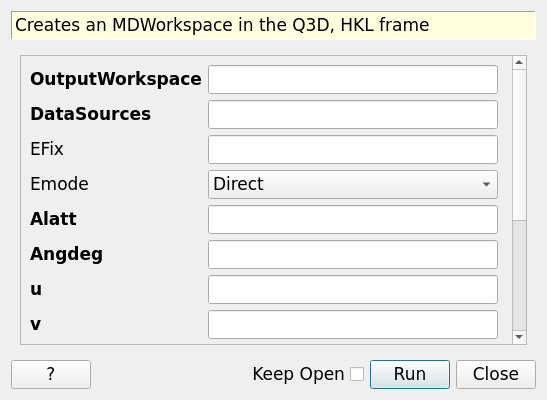 Creates an MDWorkspace in the Q3D, HKL frame
OutputWorkspace
DataSources
EFix
Emode Direct
Alatt
Angdeg
u
v
? Keep Open Run Close